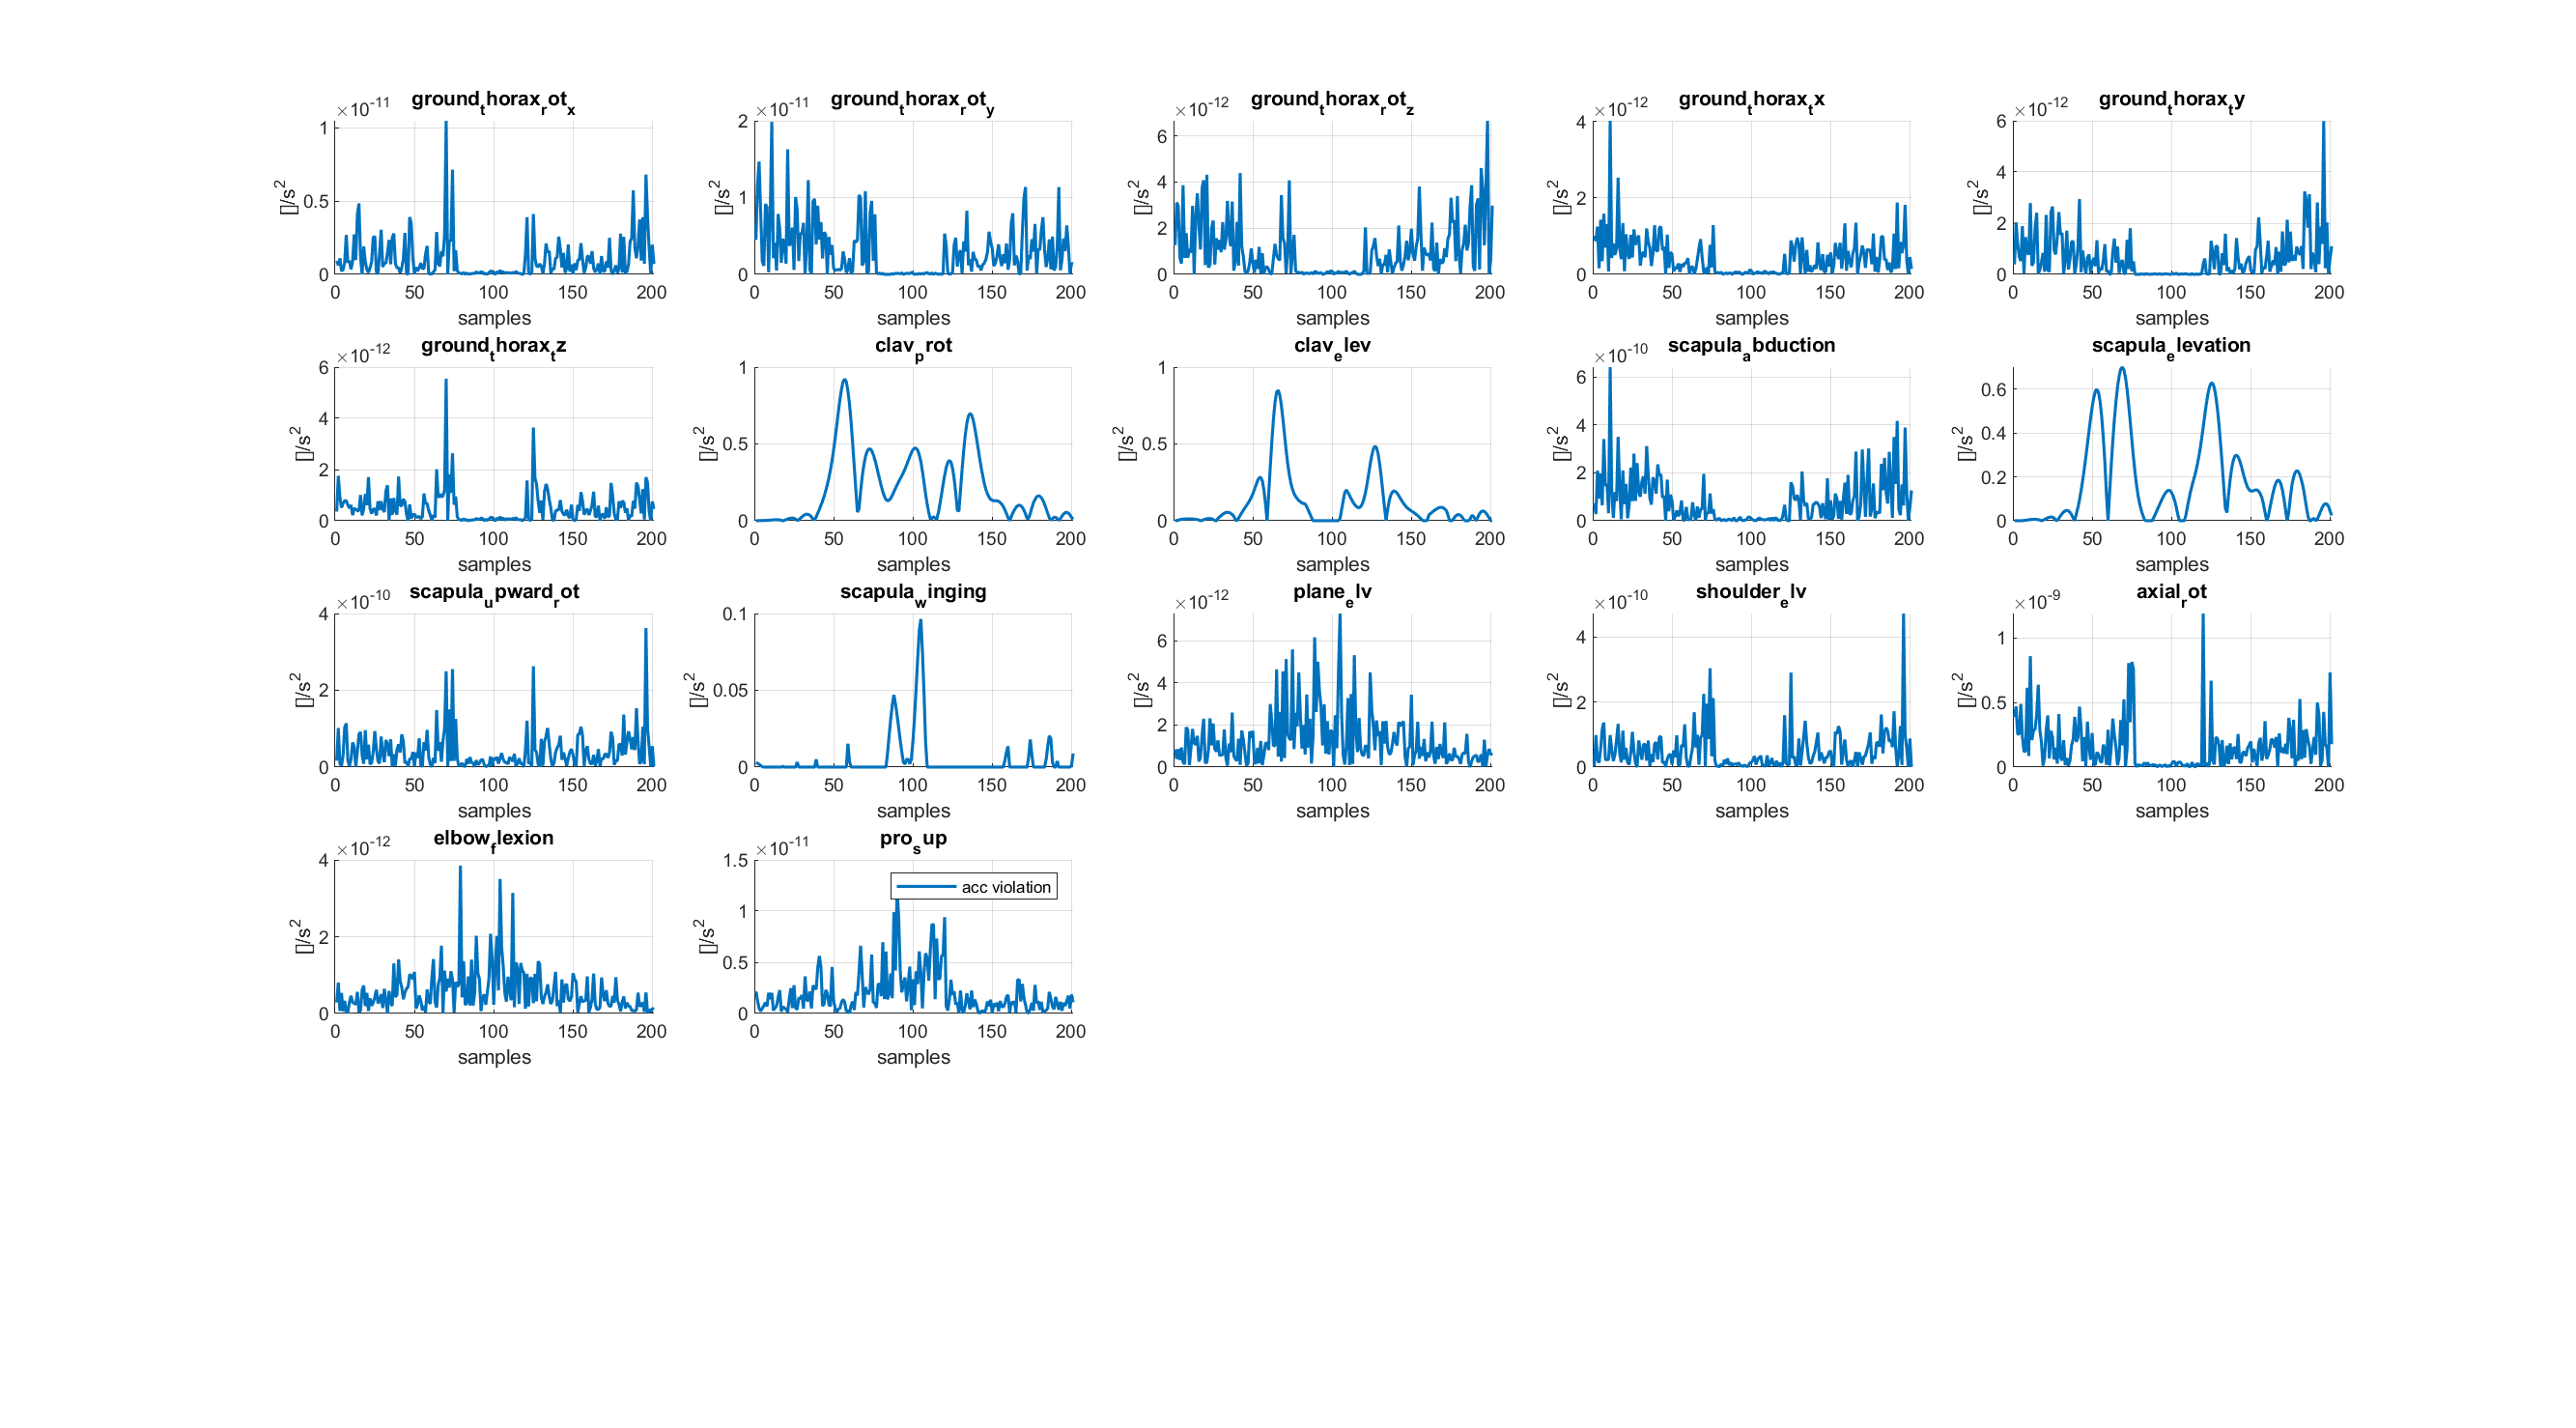 ×10^-11 ground_thorax_rot_x
1
0.5
0
[]/s^2
0 50 100 150 200
samples
×10^-11 ground_thorax_rot_y
2
1
0
[]/s^2
0 50 100 150 200
samples
×10^-12 ground_thorax_rot_z
6
4
2
0
[]/s^2
0 50 100 150 200
samples
×10^-12 ground_thorax_tx
4
2
0
[]/s^2
0 50 100 150 200
samples
×10^-12 ground_thorax_ty
6
4
2
0
[]/s^2
0 50 100 150 200
samples
×10^-12 ground_thorax_tz
6
4
2
0
[]/s^2
0 50 100 150 200
samples
clav_prot
1
0.5
0
[]/s^2
0 50 100 150 200
samples
clav_elev
1
0.5
0
[]/s^2
0 50 100 150 200
samples
×10^-10 scapula_abduction
6
4
2
0
[]/s^2
0 50 100 150 200
samples
scapula_elevation
0.6
0.4
0.2
0
[]/s^2
0 50 100 150 200
samples
×10^-10 scapula_upward_rot
4
2
0
[]/s^2
0 50 100 150 200
samples
scapula_winging
0.1
0.05
0
[]/s^2
0 50 100 150 200
samples
×10^-12 plane_elv
6
4
2
0
[]/s^2
0 50 100 150 200
samples
×10^-10 shoulder_elv
4
2
0
[]/s^2
0 50 100 150 200
samples
×10^-9 axial_rot
1
0.5
0
[]/s^2
0 50 100 150 200
samples
×10^-12 elbow_flexion
4
2
0
[]/s^2
0 50 100 150 200
samples
×10^-11 pro_sup
1.5
1
0.5
0
[]/s^2
acc violation
0 50 100 150 200
samples